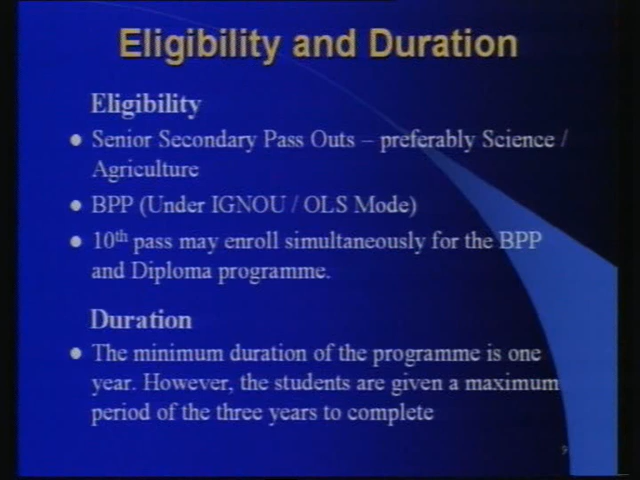 Eligibility and Duration
Eligibility
● Senior Secondary Pass Outs – preferably Science /
Agriculture
● BPP (Under IGNOU / OLS Mode)
● 10th pass may enroll simultaneously for the BPP
and Diploma programme.
Duration
● The minimum duration of the programme is one
year. However, the students are given a maximum
period of the three years to complete